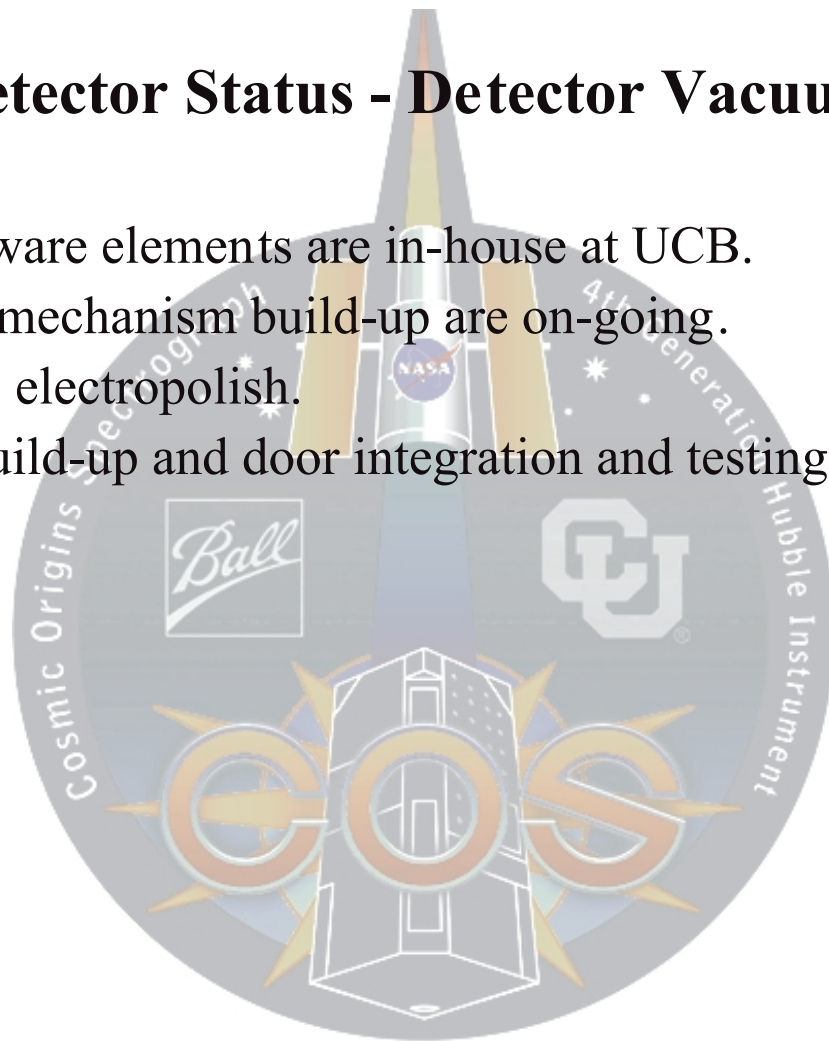 etector Status - Detector Vacuu
ware elements are in-house at UCB.
mechanism build-up are on-going.
electropolish.
uild-up and door integration and testing
Cosmic Origins Spectrograph
4th Generation Hubble Instrument
NASA
Ball
CU
®
COS